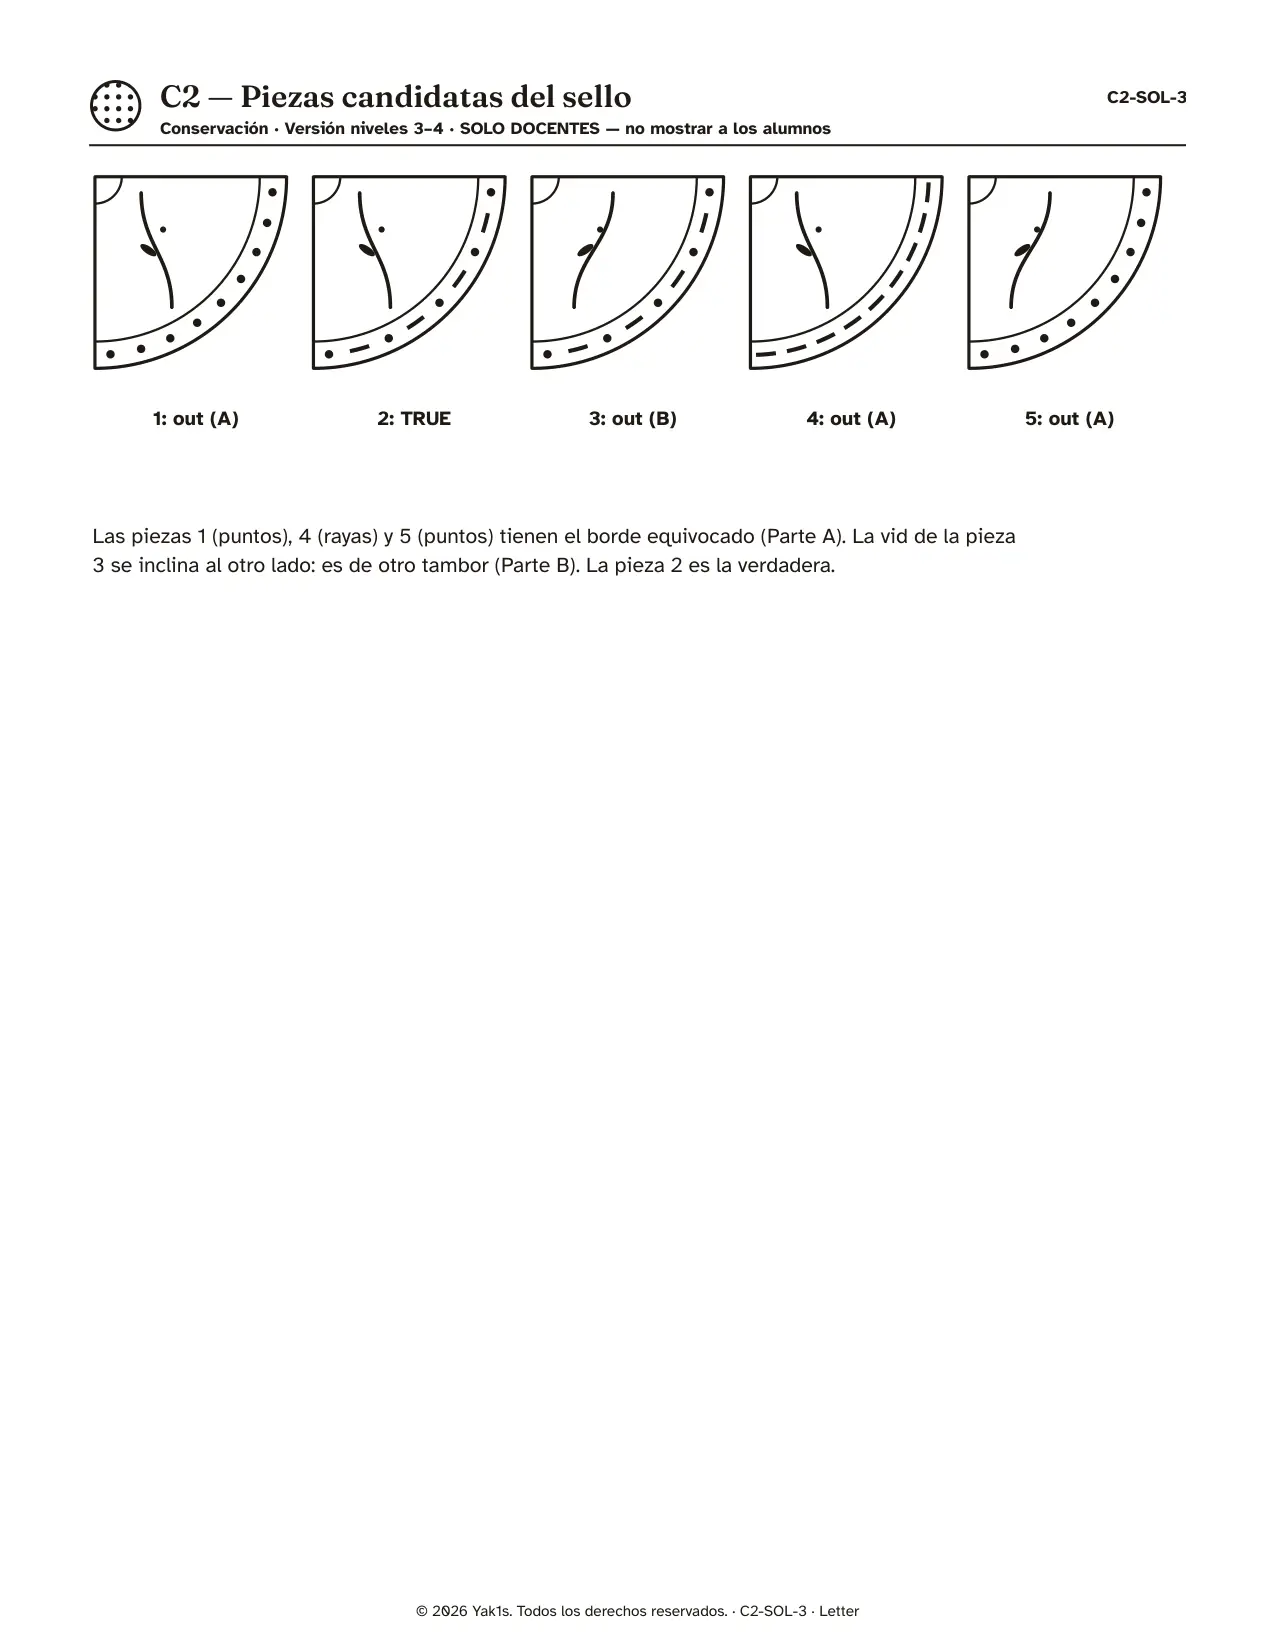 C2 — Piezas candidatas del sello
C2-SOL-3
Conservación · Versión niveles 3–4 · SOLO DOCENTES — no mostrar a los alumnos
1: out (A)
2: TRUE
3: out (B)
4: out (A)
5: out (A)
Las piezas 1 (puntos), 4 (rayas) y 5 (puntos) tienen el borde equivocado (Parte A). La vid de la pieza
3 se inclina al otro lado: es de otro tambor (Parte B). La pieza 2 es la verdadera.
© 2026 Yak1s. Todos los derechos reservados. · C2-SOL-3 · Letter